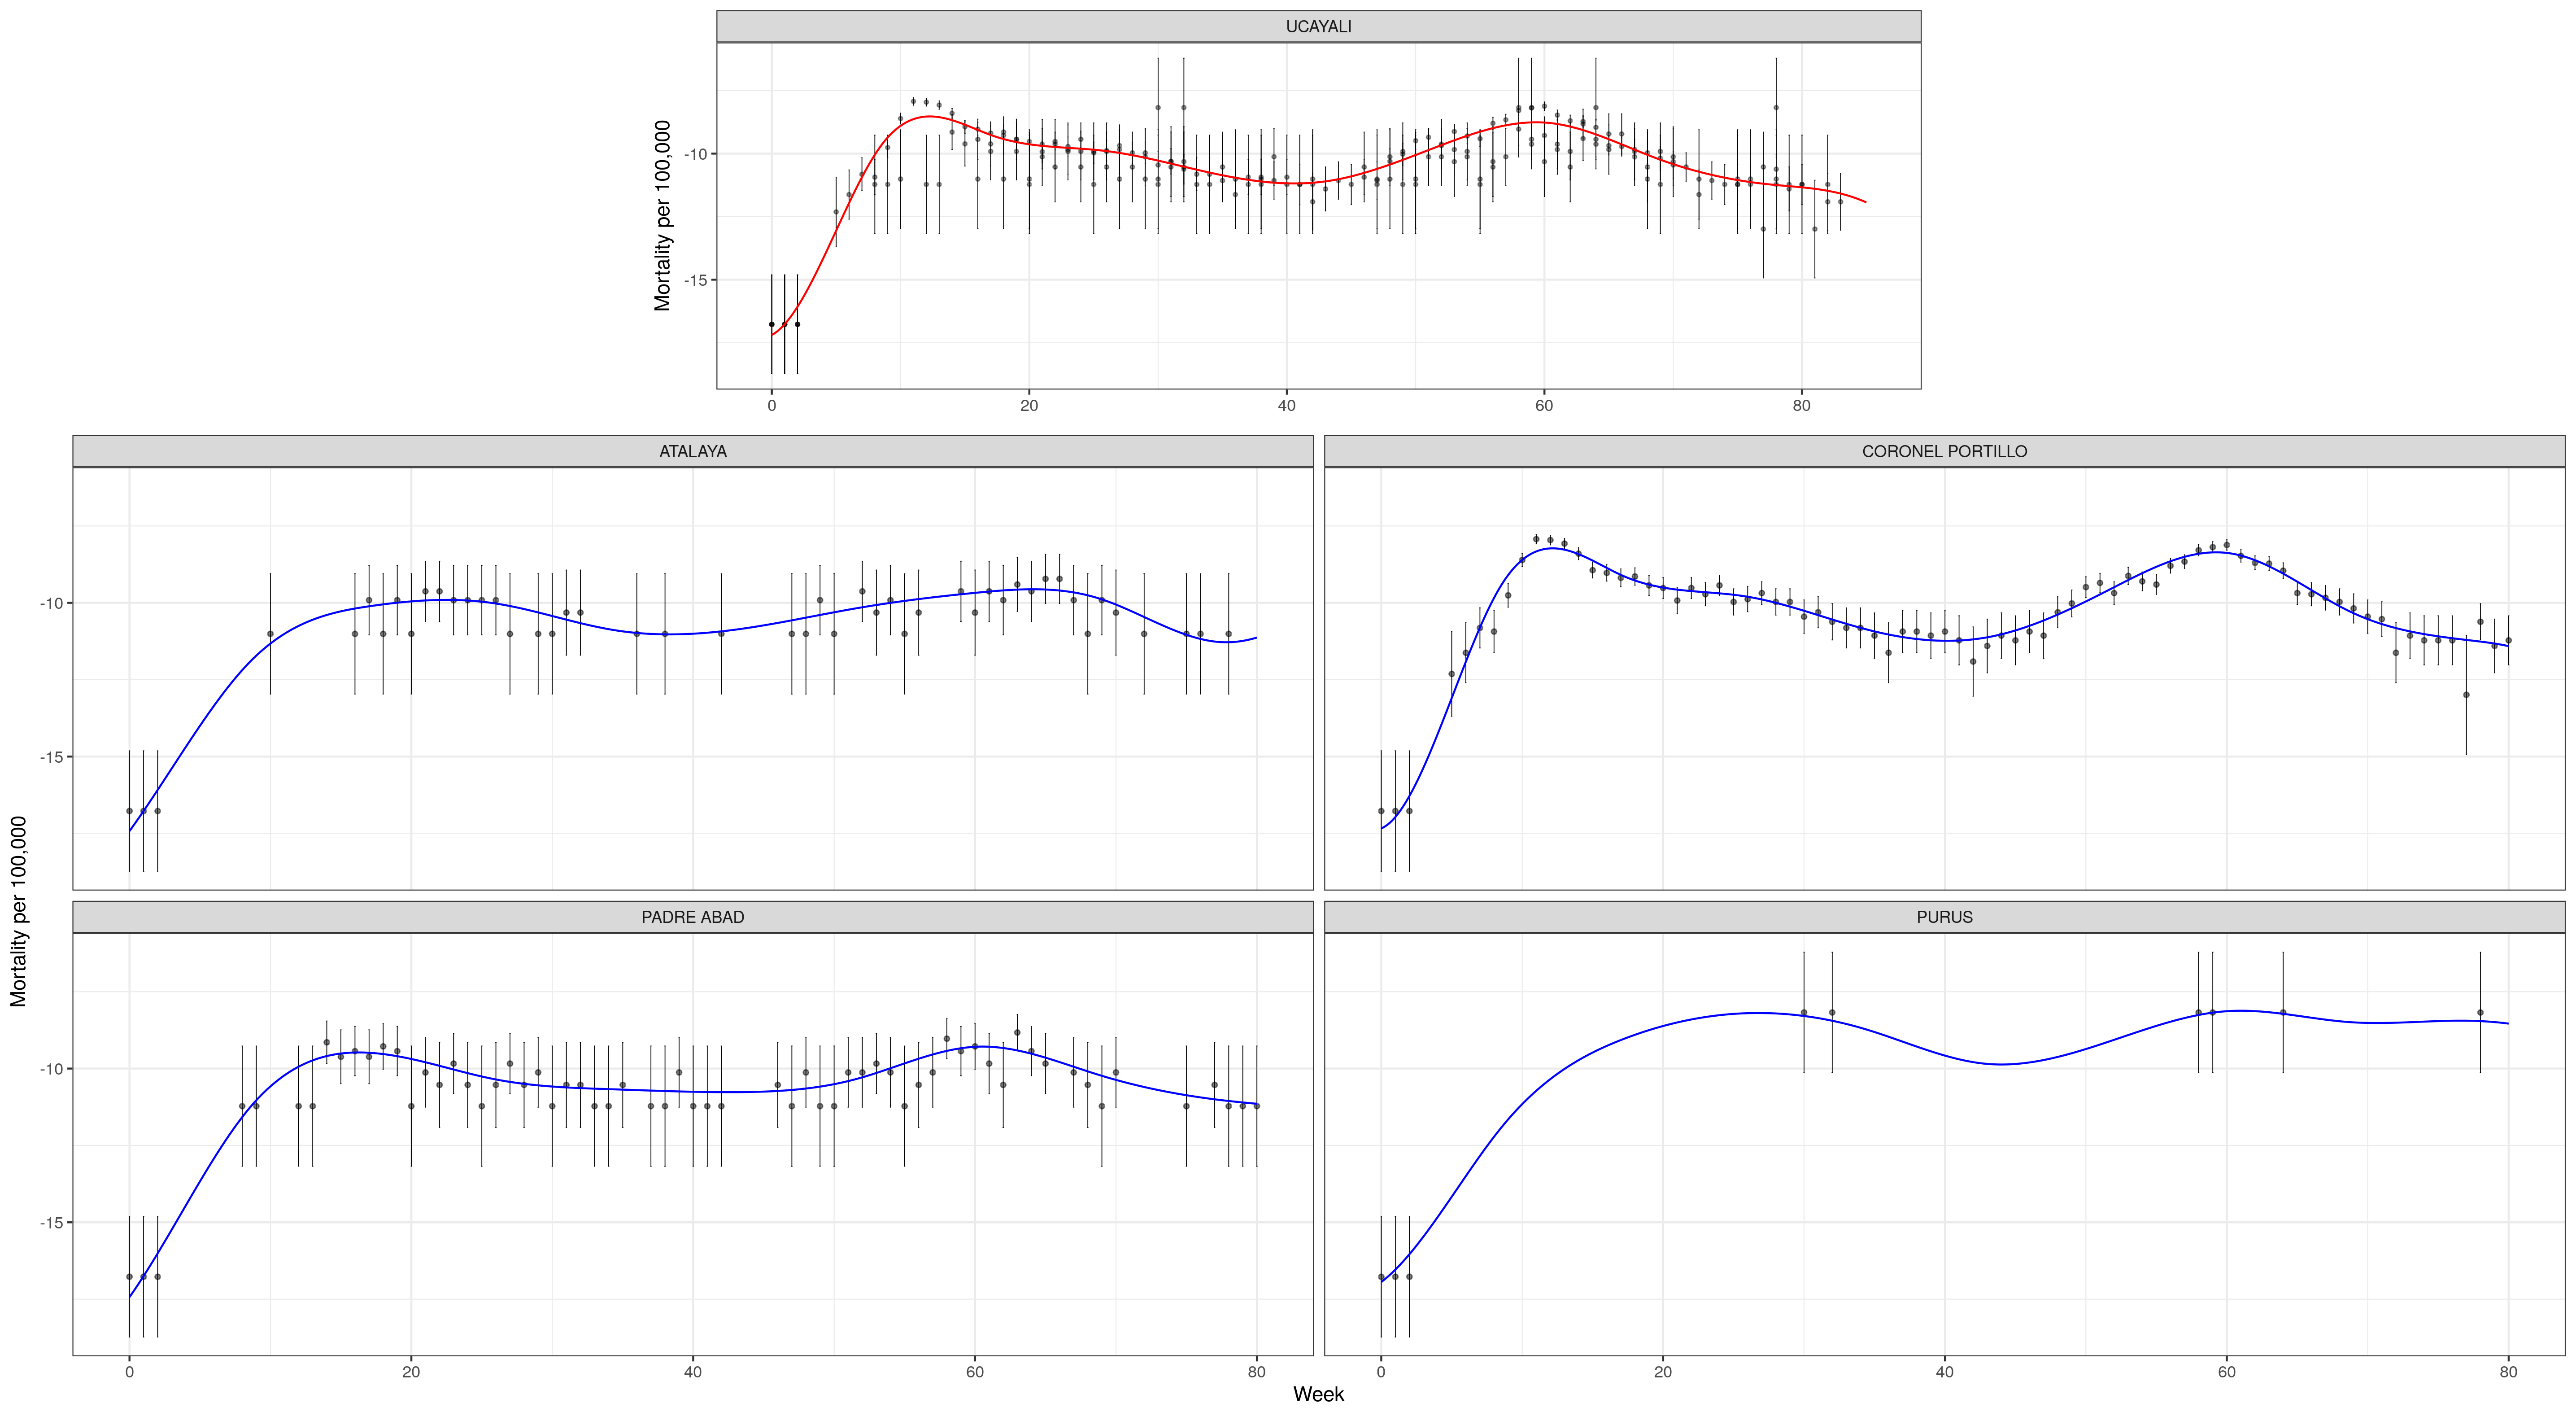 UCAYALI
Mortality per 100,000
-10
-15
0 20 40 60 80
ATALAYA CORONEL PORTILLO
-10
-15
Mortality per 100,000
PADRE ABAD PURUS
-10
-15
0 20 40 60 80 0 20 40 60 80
Week